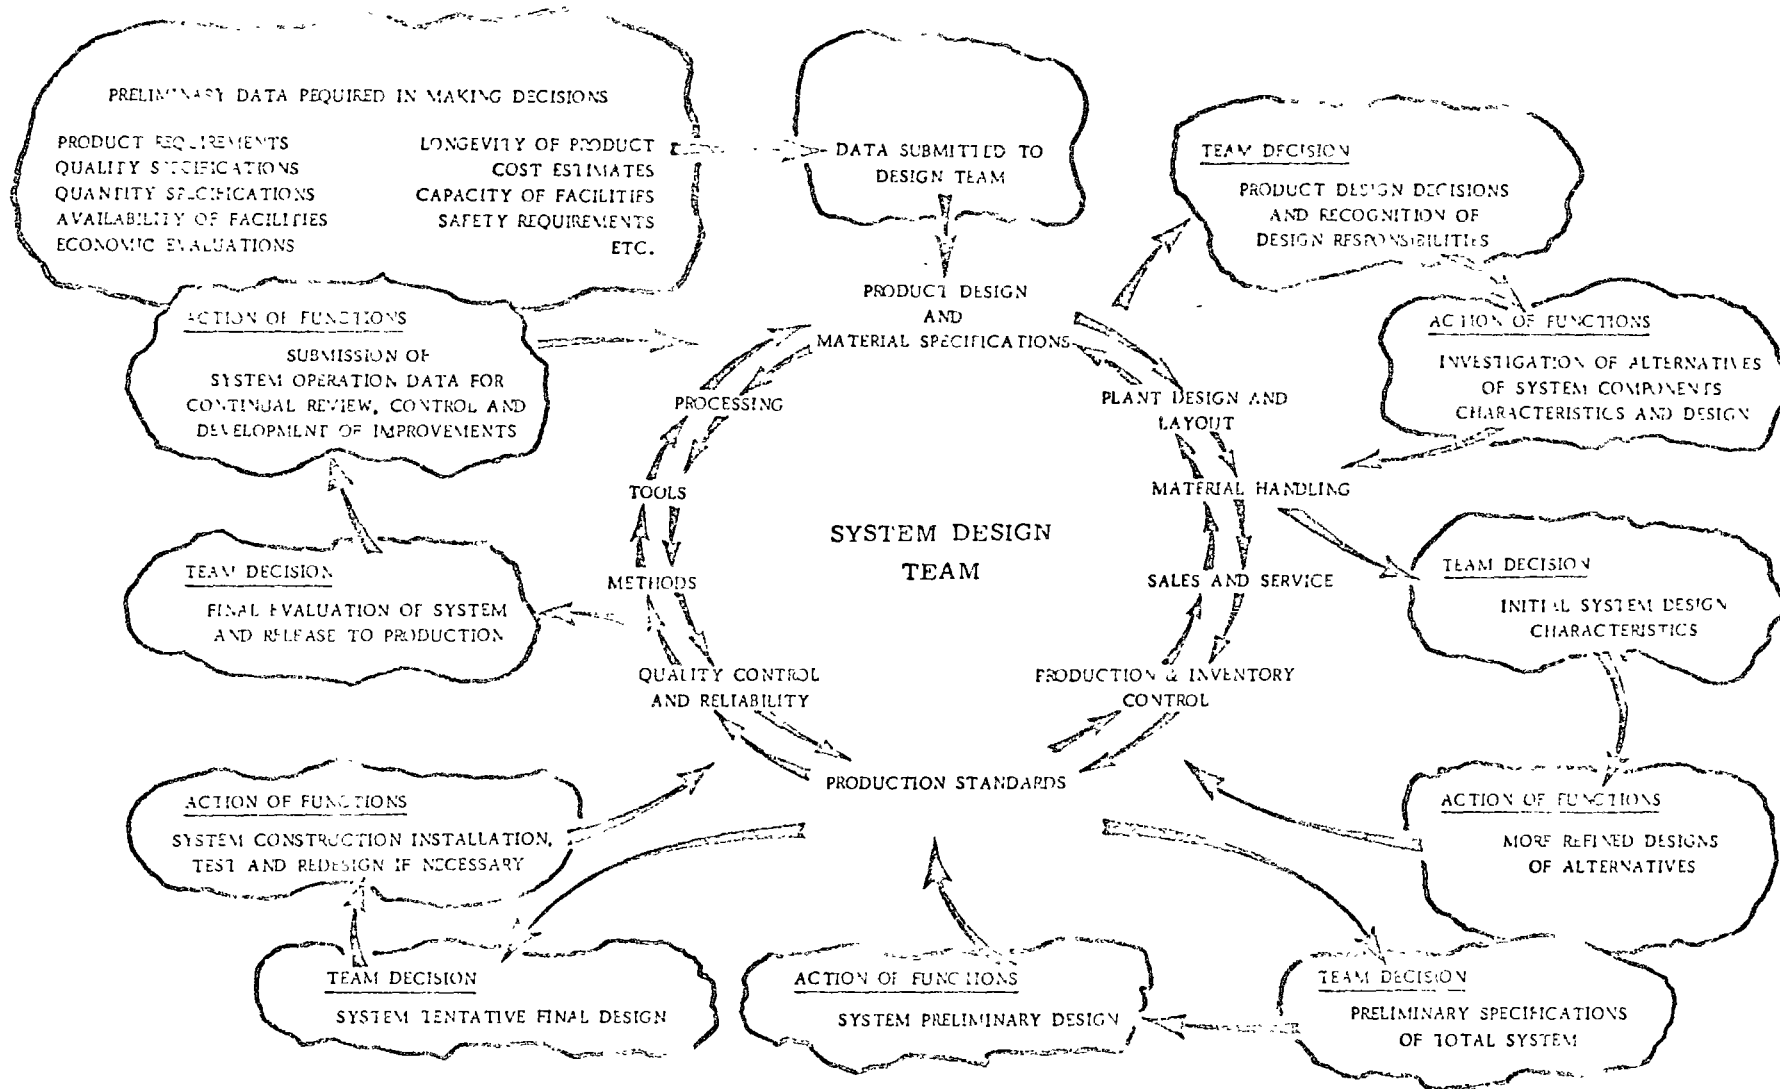 PRELIMINARY DATA REQUIRED IN MAKING DECISIONS
PRODUCT REQUIREMENTS
QUALITY SPECIFICATIONS
QUANTITY SPECIFICATIONS
AVAILABILITY OF FACILITIES
ECONOMIC EVALUATIONS
LONGEVITY OF PRODUCT
COST ESTIMATES
CAPACITY OF FACILITIES
SAFETY REQUIREMENTS
ETC.
DATA SUBMITTED TO
DESIGN TEAM
TEAM DECISION
PRODUCT DESIGN DECISIONS
AND RECOGNITION OF
DESIGN RESPONSIBILITIES
ACTION OF FUNCTIONS
INVESTIGATION OF ALTERNATIVES
OF SYSTEM COMPONENTS
CHARACTERISTICS AND DESIGN
TEAM DECISION
INITIAL SYSTEM DESIGN
CHARACTERISTICS
ACTION OF FUNCTIONS
MORE REFINED DESIGNS
OF ALTERNATIVES
TEAM DECISION
PRELIMINARY SPECIFICATIONS
OF TOTAL SYSTEM
ACTION OF FUNCTIONS
SYSTEM PRELIMINARY DESIGN
TEAM DECISION
SYSTEM TENTATIVE FINAL DESIGN
ACTION OF FUNCTIONS
SYSTEM CONSTRUCTION INSTALLATION,
TEST AND REDESIGN IF NECESSARY
TEAM DECISION
FINAL EVALUATION OF SYSTEM
AND RELEASE TO PRODUCTION
ACTION OF FUNCTIONS
SUBMISSION OF
SYSTEM OPERATION DATA FOR
CONTINUAL REVIEW, CONTROL AND
DEVELOPMENT OF IMPROVEMENTS
PRODUCT DESIGN
AND
MATERIAL SPECIFICATIONS
PLANT DESIGN AND
LAYOUT
MATERIAL HANDLING
SALES AND SERVICE
PRODUCTION & INVENTORY
CONTROL
PRODUCTION STANDARDS
QUALITY CONTROL
AND RELIABILITY
METHODS
TOOLS
PROCESSING
SYSTEM DESIGN
TEAM